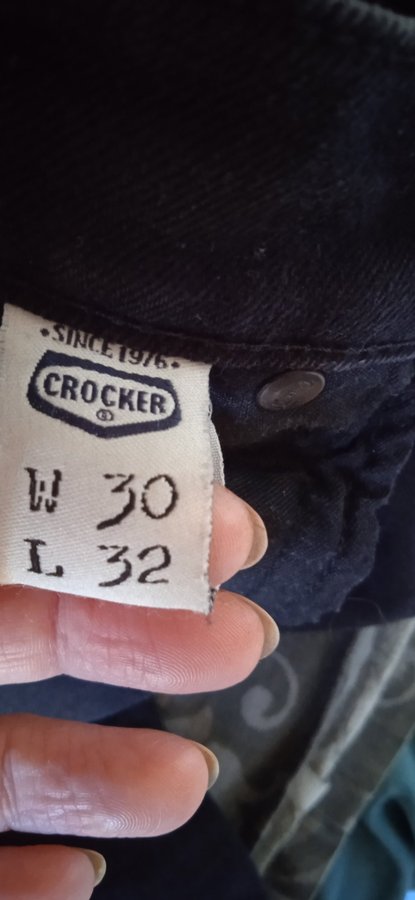 •SINCE 1976•
CROCKER
®
W 30
L 32